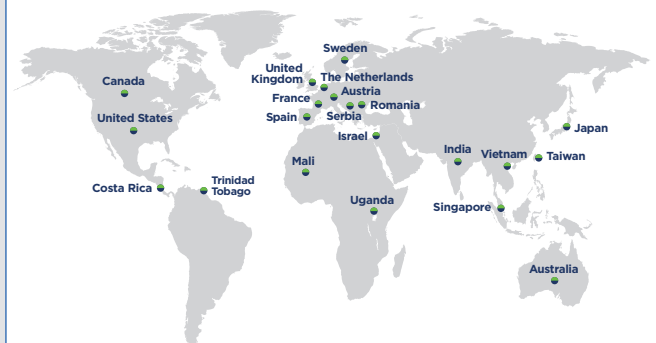 Sweden
United
Kingdom
The Netherlands
Canada
Austria
France
Romania
United States
Spain
Serbia
Japan
Israel
India
Vietnam
Taiwan
Mali
Costa Rica
Trinidad
Tobago
Uganda
Singapore
Australia